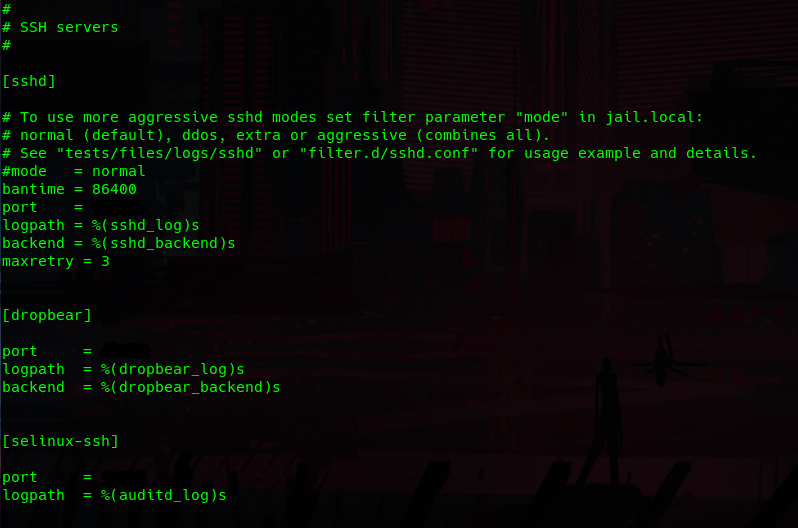 #
# SSH servers
#
[sshd]
# To use more aggressive sshd modes set filter parameter "mode" in jail.local:
# normal (default), ddos, extra or aggressive (combines all).
# See "tests/files/logs/sshd" or "filter.d/sshd.conf" for usage example and details.
#mode   = normal
bantime = 86400
port    =
logpath = %(sshd_log)s
backend = %(sshd_backend)s
maxretry = 3
[dropbear]
port     =
logpath  = %(dropbear_log)s
backend  = %(dropbear_backend)s
[selinux-ssh]
port     =
logpath  = %(auditd_log)s